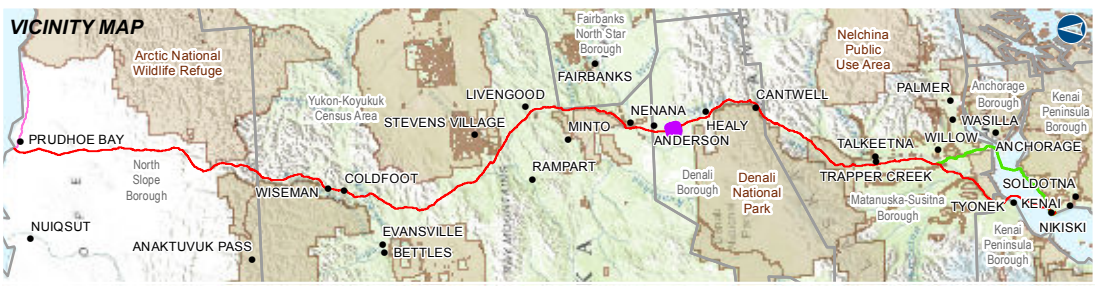 VICINITY MAP
Arctic National
Wildlife Refuge
Fairbanks
North Star
Borough
FAIRBANKS
Nelchina
Public
Use Area
PALMER
Anchorage
Borough
Kenai
Peninsula
Borough
Yukon-Koyukuk
Census Area
LIVENGOOD
STEVENS VILLAGE
NENANA
CANTWELL
WASILLA
PRUDHOE BAY
MINTO
ANDERSON
HEALY
TALKEETNA
WILLOW
ANCHORAGE
North
Slope
Borough
WISEMAN
COLDFOOT
RAMPART
Denali
Borough
Denali
National
Park
TRAPPER CREEK
Matanuska-Susitna
Borough
SOLDOTNA
TYONEK
KENAI
NIKISKI
NUIQSUT
ANAKTUVUK PASS
EVANSVILLE
BETTLES
Kenai
Peninsula
Borough
K A